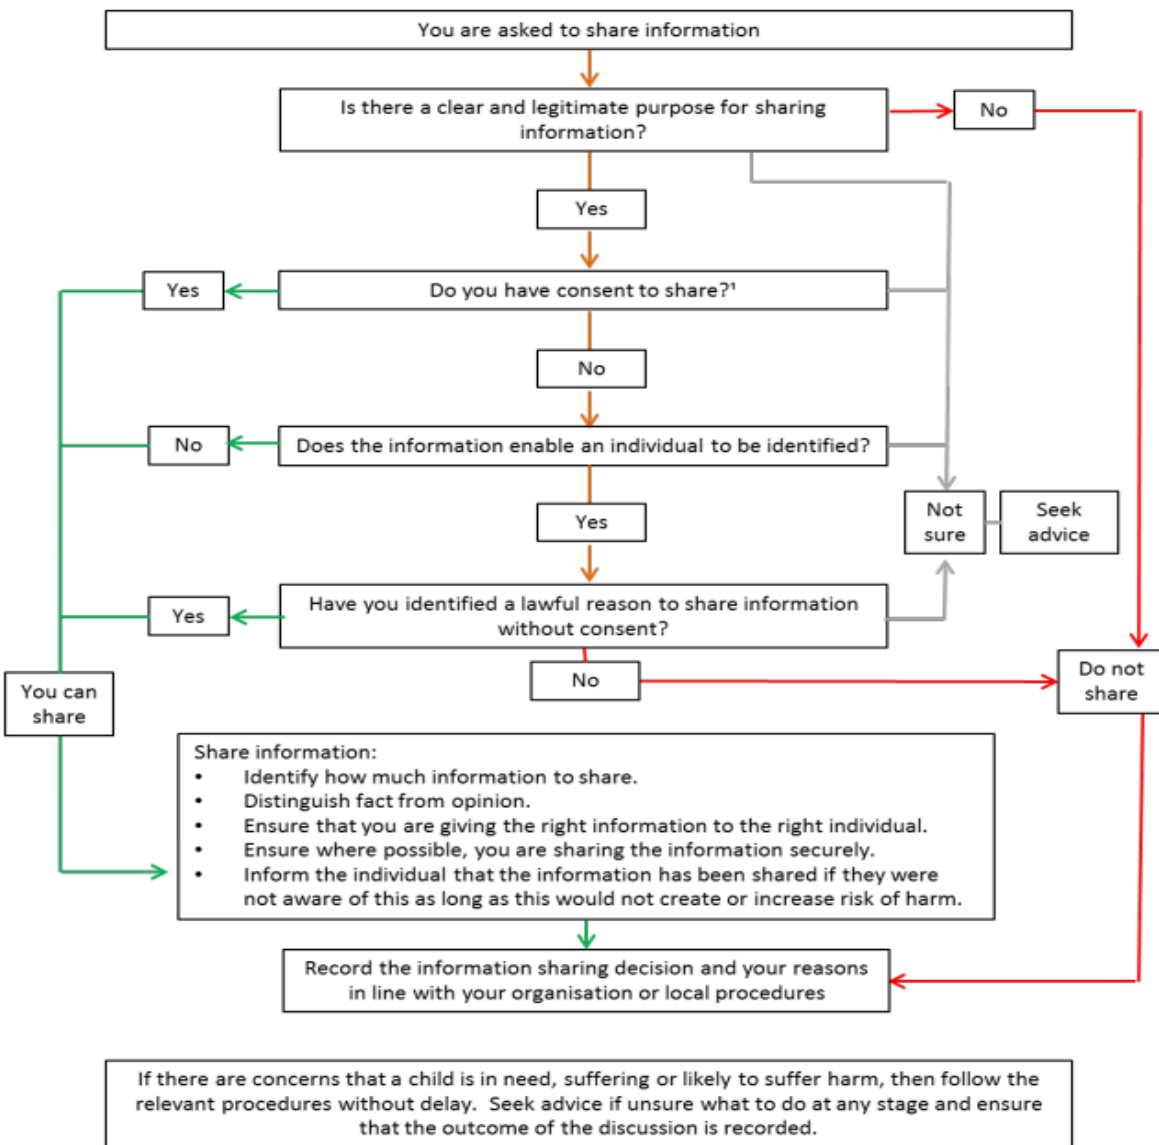 You are asked to share information
Is there a clear and legitimate purpose for sharing
information?
No
Yes
Yes
Do you have consent to share?¹
No
No
Does the information enable an individual to be identified?
Yes
Not
sure
Seek
advice
Yes
Have you identified a lawful reason to share information
without consent?
No
You can
share
Do not
share
Share information:
• Identify how much information to share.
• Distinguish fact from opinion.
• Ensure that you are giving the right information to the right individual.
• Ensure where possible, you are sharing the information securely.
• Inform the individual that the information has been shared if they were
not aware of this as long as this would not create or increase risk of harm.
Record the information sharing decision and your reasons
in line with your organisation or local procedures
If there are concerns that a child is in need, suffering or likely to suffer harm, then follow the
relevant procedures without delay.  Seek advice if unsure what to do at any stage and ensure
that the outcome of the discussion is recorded.